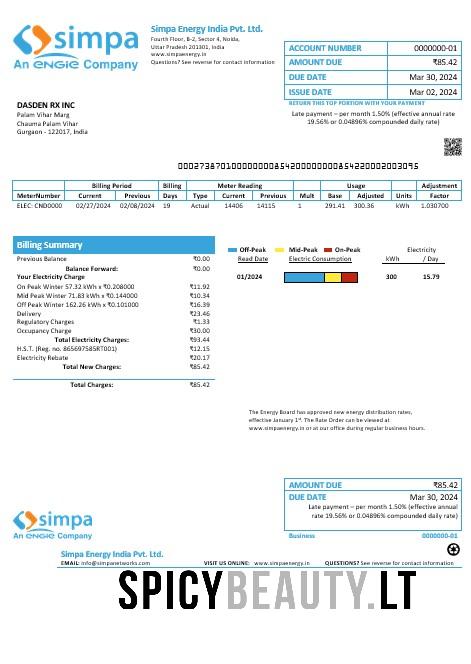 simpa
An ENGIE Company
Simpa Energy India Pvt. Ltd.
Fourth Floor, B-2, Sector 4, Noida,
Uttar Pradesh 201301, India
www.simpaenergy.in
Questions? See reverse for contact information
ACCOUNT NUMBER 0000000-01
AMOUNT DUE ₹85.42
DUE DATE Mar 30, 2024
ISSUE DATE Mar 02, 2024
RETURN THIS TOP PORTION WITH YOUR PAYMENT
Late payment – per month 1.50% (effective annual rate
19.56% or 0.04896% compounded daily rate)
DASDEN RX INC
Palam Vihar Marg
Chauma Palam Vihar
Gurgaon - 122017, India
Billing Period Billing Meter Reading Usage Adjustment
MeterNumber Current Previous Days Type Current Previous Mult Base Adjusted Units Factor
ELEC: CND0000 02/27/2024 02/08/2024 19 Actual 14406 14115 1 291.41 300.36 kWh 1.030700
Billing Summary
Previous Balance ₹0.00
Balance Forward: ₹0.00
Your Electricity Charge
On Peak Winter 57.32 kWh x ₹0.208000 ₹11.92
Mid Peak Winter 71.83 kWh x ₹0.144000 ₹10.34
Off Peak Winter 162.26 kWh x ₹0.101000 ₹16.39
Delivery ₹23.46
Regulatory Charges ₹1.33
Occupancy Charge ₹30.00
Total Electricity Charges: ₹93.44
H.S.T. (Reg. no. 865697585RT001) ₹12.15
Electricity Rebate ₹20.17
Total New Charges: ₹85.42
Total Charges: ₹85.42
Off-Peak Mid-Peak On-Peak Electricity
Read Date Electric Consumption kWh / Day
01/2024 300 15.79
The Energy Board has approved new energy distribution rates,
effective January 1st. The Rate Order can be viewed at
www.simpaenergy.in or at our office during regular business hours.
AMOUNT DUE ₹85.42
DUE DATE Mar 30, 2024
Late payment – per month 1.50% (effective annual
rate 19.56% or 0.04896% compounded daily rate)
Business 0000000-01
simpa
An ENGIE Company
Simpa Energy India Pvt. Ltd.
EMAIL: info@simpanetworks.com VISIT US ONLINE: www.simpaenergy.in QUESTIONS? See reverse for contact information
SPICYBEAUTY.LT